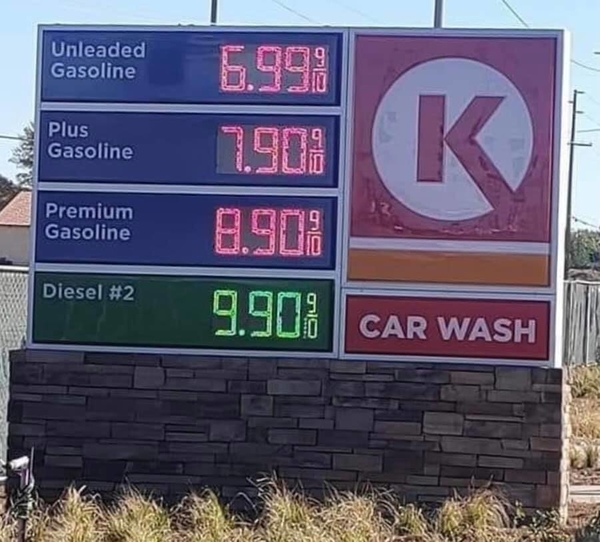 Unleaded
Gasoline
6.99 9/10
Plus
Gasoline
7.90 9/10
Premium
Gasoline
8.90 9/10
Diesel #2
9.90 9/10
K
CAR WASH